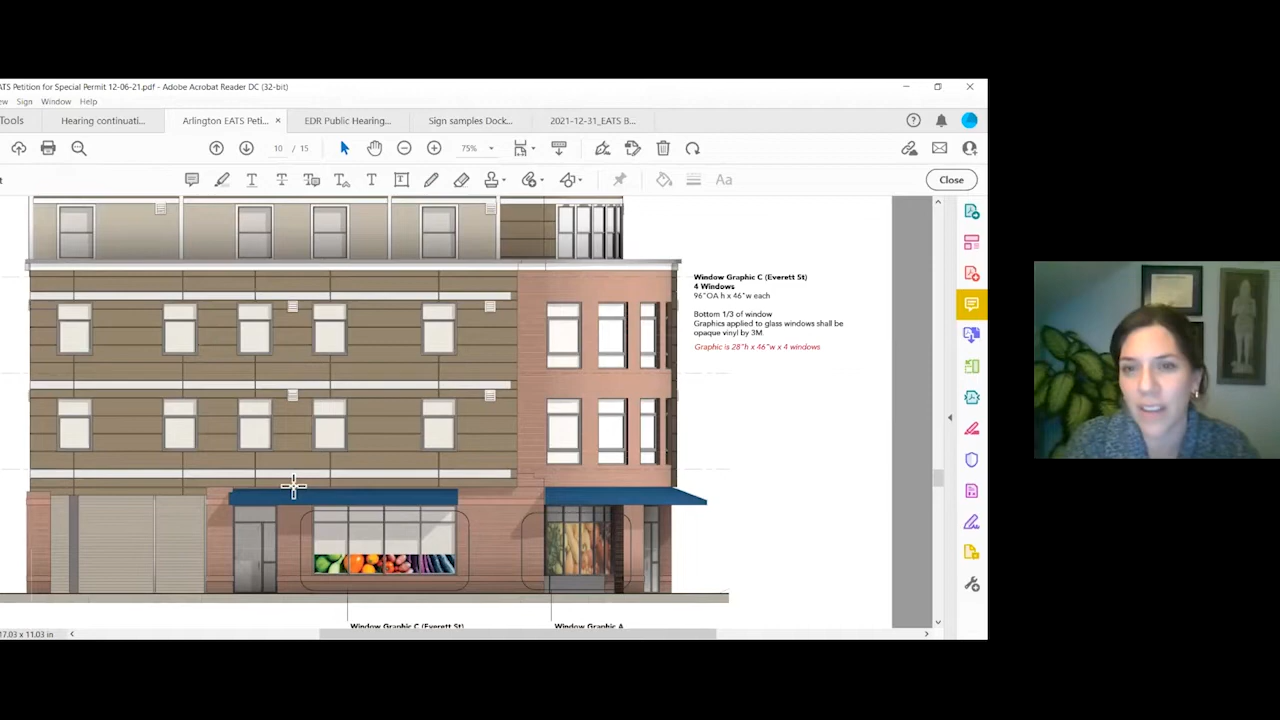 ATS Petition for Special Permit 12-06-21.pdf - Adobe Acrobat Reader DC (32-bit)
ew Sign Window Help
Tools
Hearing continuati...
Arlington EATS Peti...
×
EDR Public Hearing...
Sign samples Dock...
2021-12-31_EATS B...
10 / 15
75%
t
Aa
Close
Window Graphic C (Everett St)
4 Windows
96"OA h x 46"w each
Bottom 1/3 of window
Graphics applied to glass windows shall be
opaque vinyl by 3M.
Graphic is 28"h x 46"w x 4 windows
Window Graphic C (Everett St)
Window Graphic A
17.03 x 11.03 in